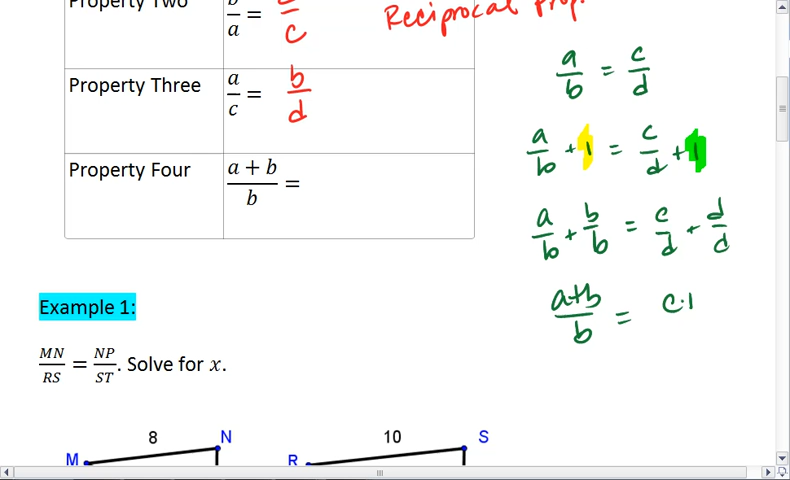 Property Two b/a = /c
Reciprocal Prop.
Property Three a/c = b/d
Property Four (a + b)/b =
a/b = c/d
a/b + 1 = c/d + 1
a/b + b/b = c/d + d/d
a+b/b =
Example 1:
MN/RS = NP/ST. Solve for x.
8 N 10 S
M R